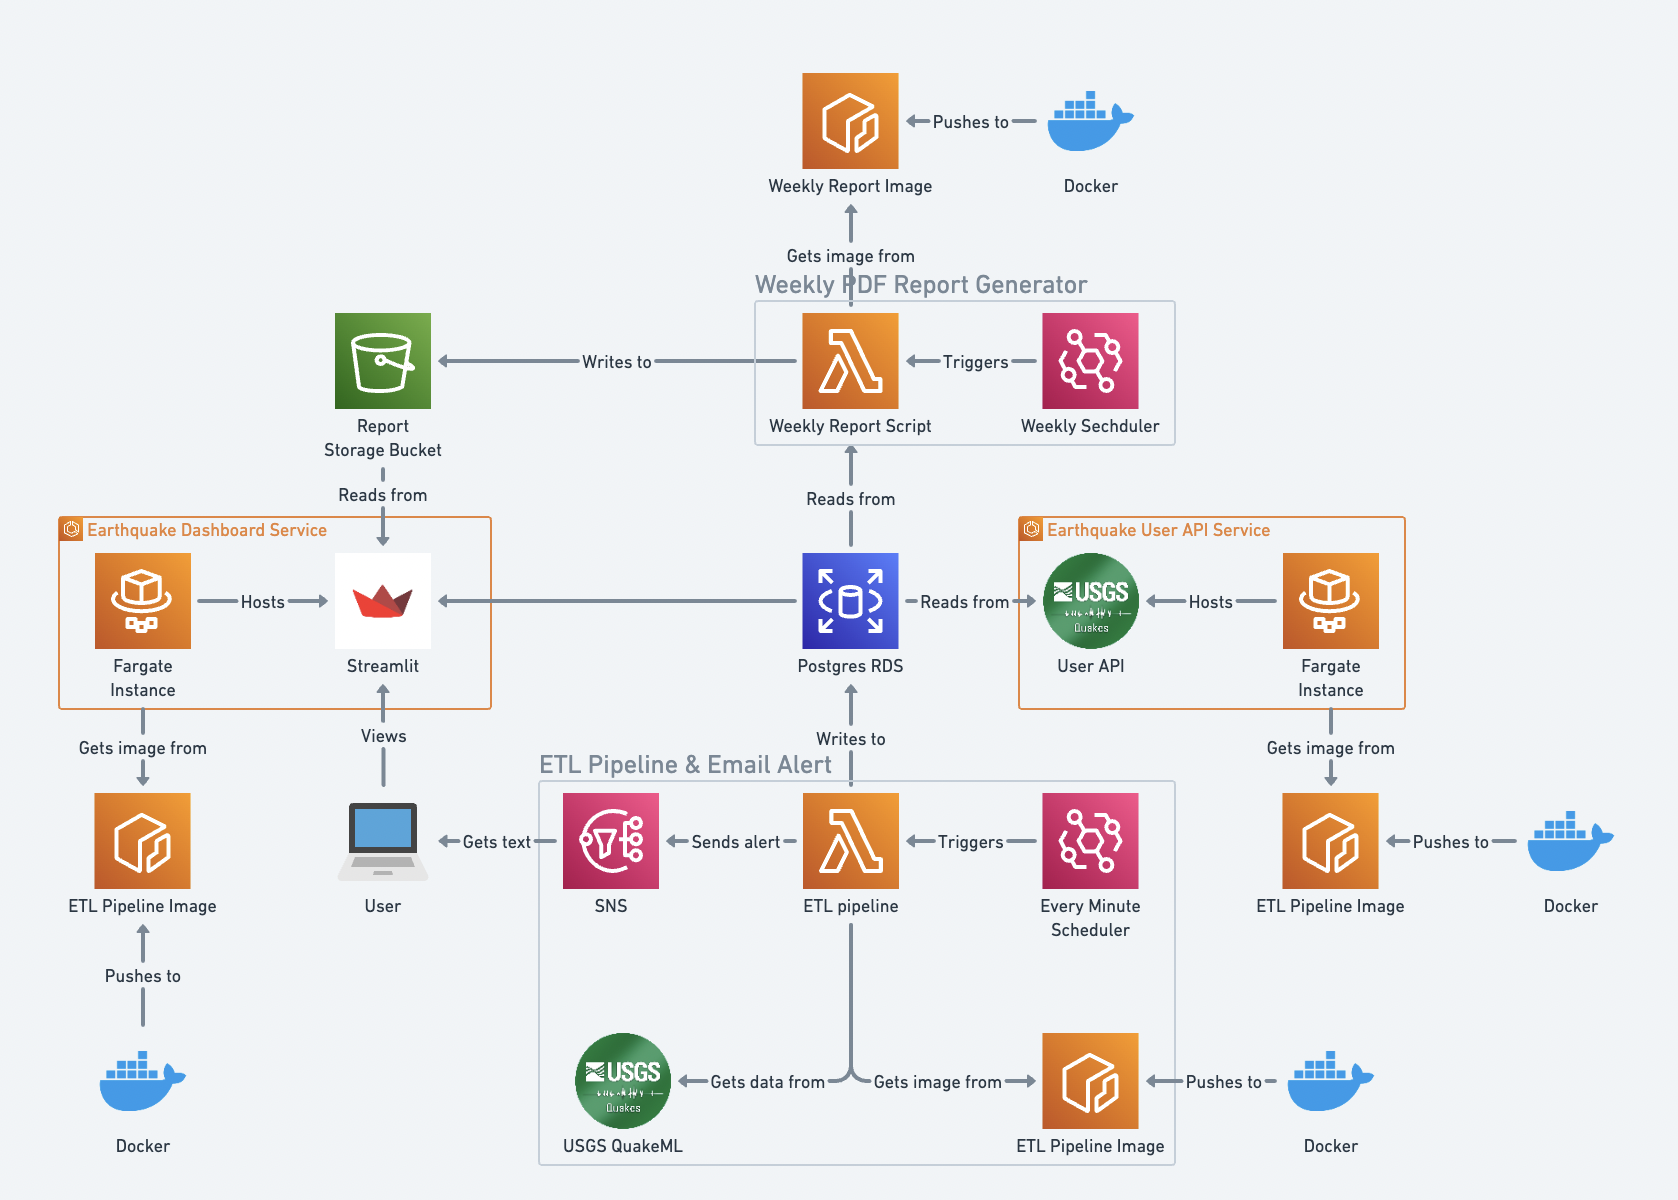 Pushes to
Weekly Report Image
Docker
Gets image from
Weekly PDF Report Generator
Writes to
Triggers
Report
Storage Bucket
Weekly Report Script
Weekly Sechduler
Reads from
Reads from
Earthquake Dashboard Service
Earthquake User API Service
Hosts
Reads from
USGS
Quakes
Hosts
Fargate
Instance
Streamlit
Postgres RDS
User API
Fargate
Instance
Gets image from
Views
Writes to
Gets image from
ETL Pipeline & Email Alert
Gets text
Sends alert
Triggers
Pushes to
ETL Pipeline Image
User
SNS
ETL pipeline
Every Minute
Scheduler
ETL Pipeline Image
Docker
Pushes to
USGS
Quakes
Gets data from
Gets image from
Pushes to
Docker
USGS QuakeML
ETL Pipeline Image
Docker